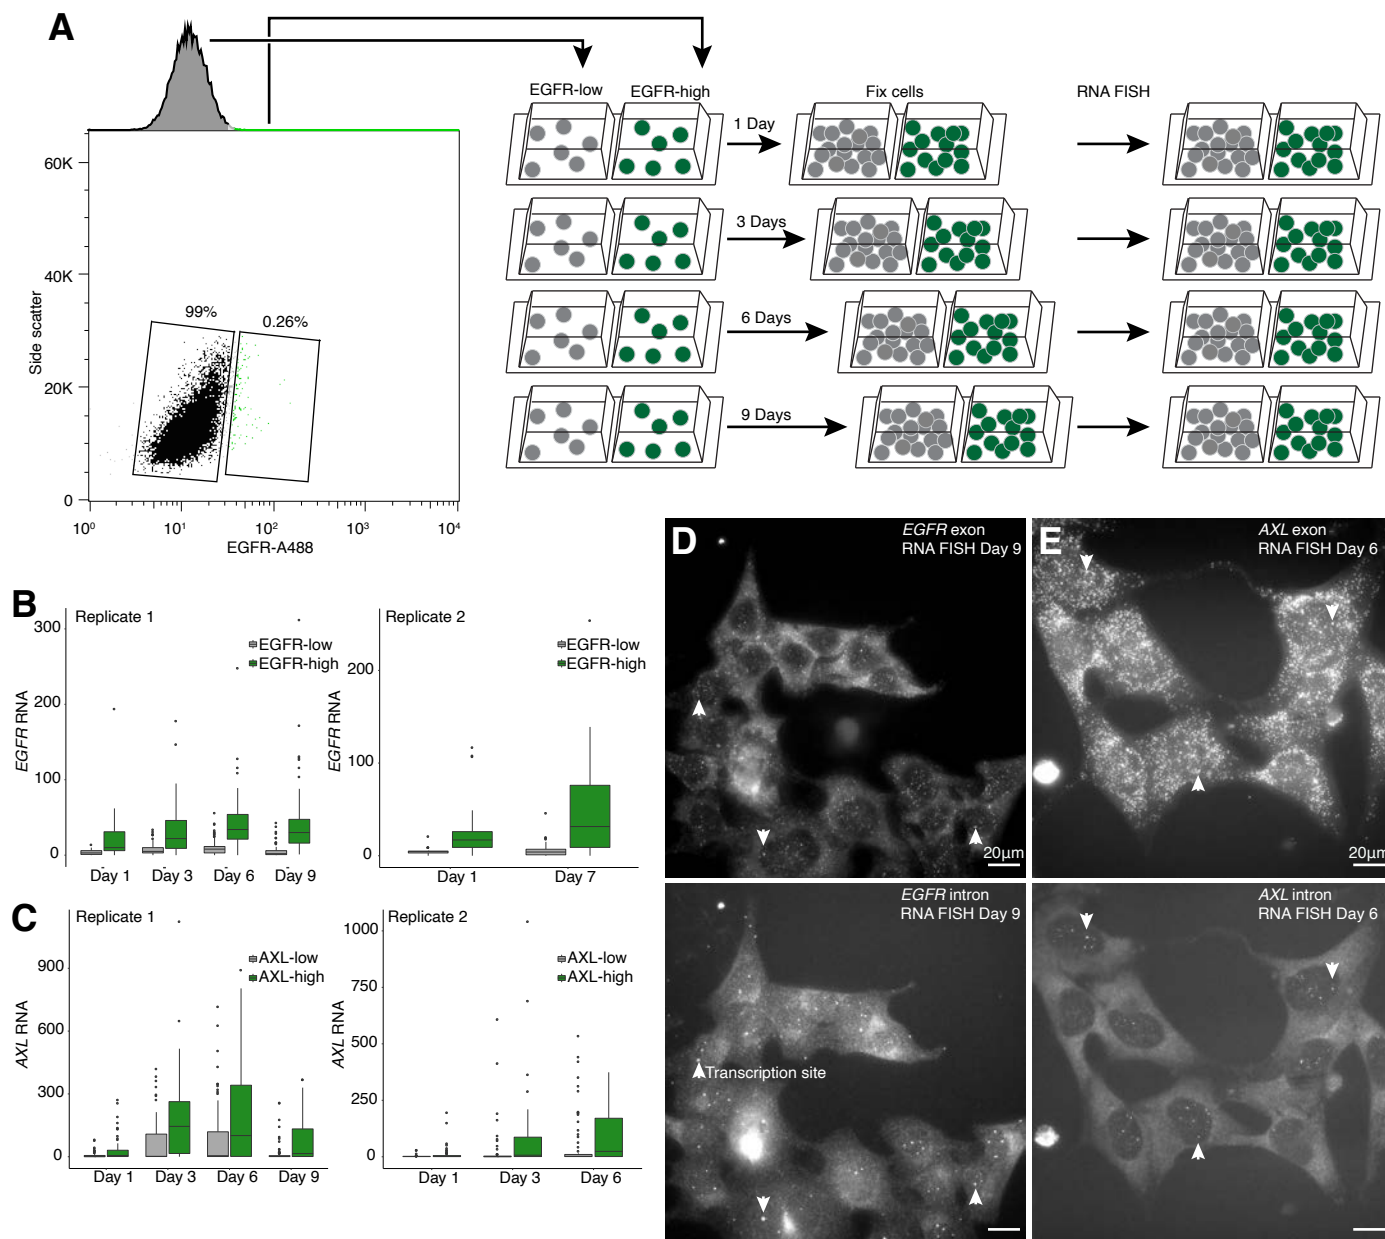 A
EGFR-low
EGFR-high
Fix cells
RNA FISH
1 Day
3 Days
6 Days
9 Days
60K
40K
20K
0
Side scatter
99%
0.26%
10⁰
10¹
10²
10³
10⁴
EGFR-A488
B
Replicate 1
EGFR-low
EGFR-high
300
200
100
0
EGFR RNA
Day 1
Day 3
Day 6
Day 9
Replicate 2
EGFR-low
EGFR-high
200
100
0
EGFR RNA
Day 1
Day 7
C
Replicate 1
AXL-low
AXL-high
900
600
300
0
AXL RNA
Day 1
Day 3
Day 6
Day 9
Replicate 2
AXL-low
AXL-high
1000
750
500
250
0
AXL RNA
Day 1
Day 3
Day 6
D
EGFR exon
RNA FISH Day 9
20µm
EGFR intron
RNA FISH Day 9
Transcription site
E
AXL exon
RNA FISH Day 6
20µm
AXL intron
RNA FISH Day 6